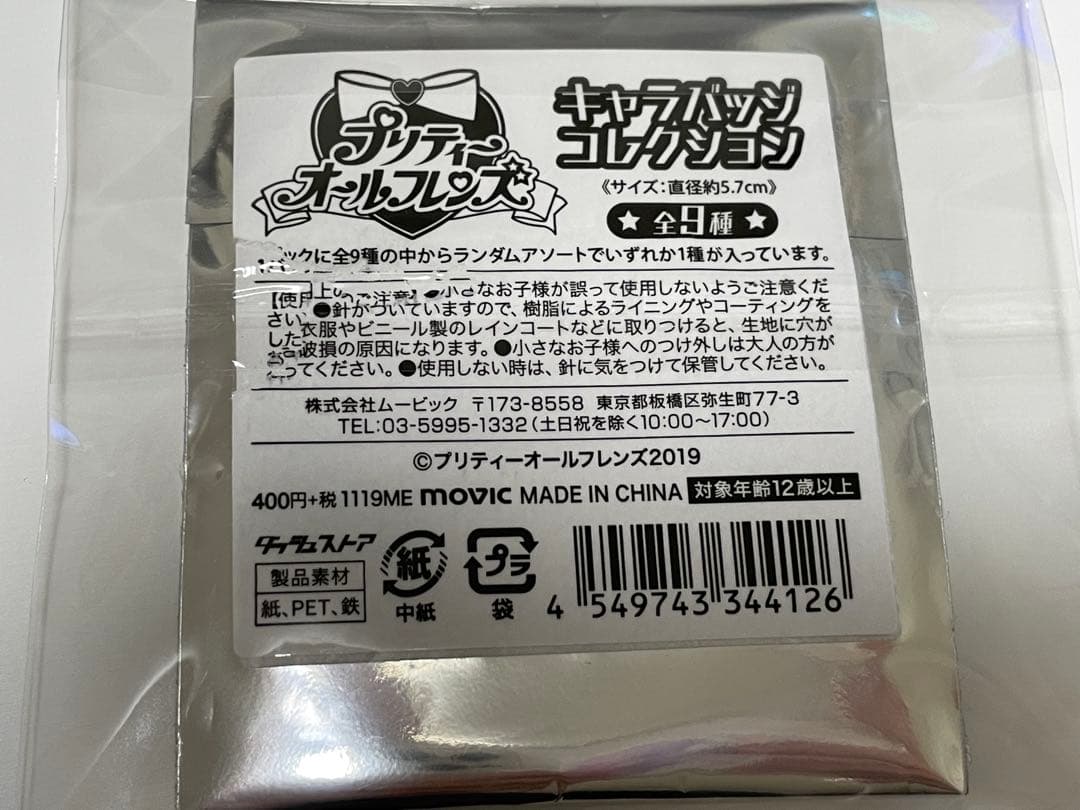 プリティー
オールフレンズ
キャラバッジ
コレクション
《サイズ：直径約5.7cm》
★ 全9種 ★
ックに全9種の中からランダムアソートでいずれか1種が入っています。
【使用上のご注意】●小さなお子様が誤って使用しないようご注意くだ
さい。●針がついていますので、樹脂によるライニングやコーティングを
した衣服やビニール製のレインコートなどに取りつけると、生地に穴が
破損の原因になります。●小さなお子様へのつけ外しは大人の方が
ってください。●使用しない時は、針に気をつけて保管してください。
株式会社ムービック 〒173-8558 東京都板橋区弥生町77-3
TEL:03-5995-1332（土日祝を除く10:00～17:00）
©プリティーオールフレンズ2019
400円+税 1119ME movic MADE IN CHINA 対象年齢12歳以上
製品素材
紙、PET、鉄
紙
中紙
プラ
袋
4 549743 344126